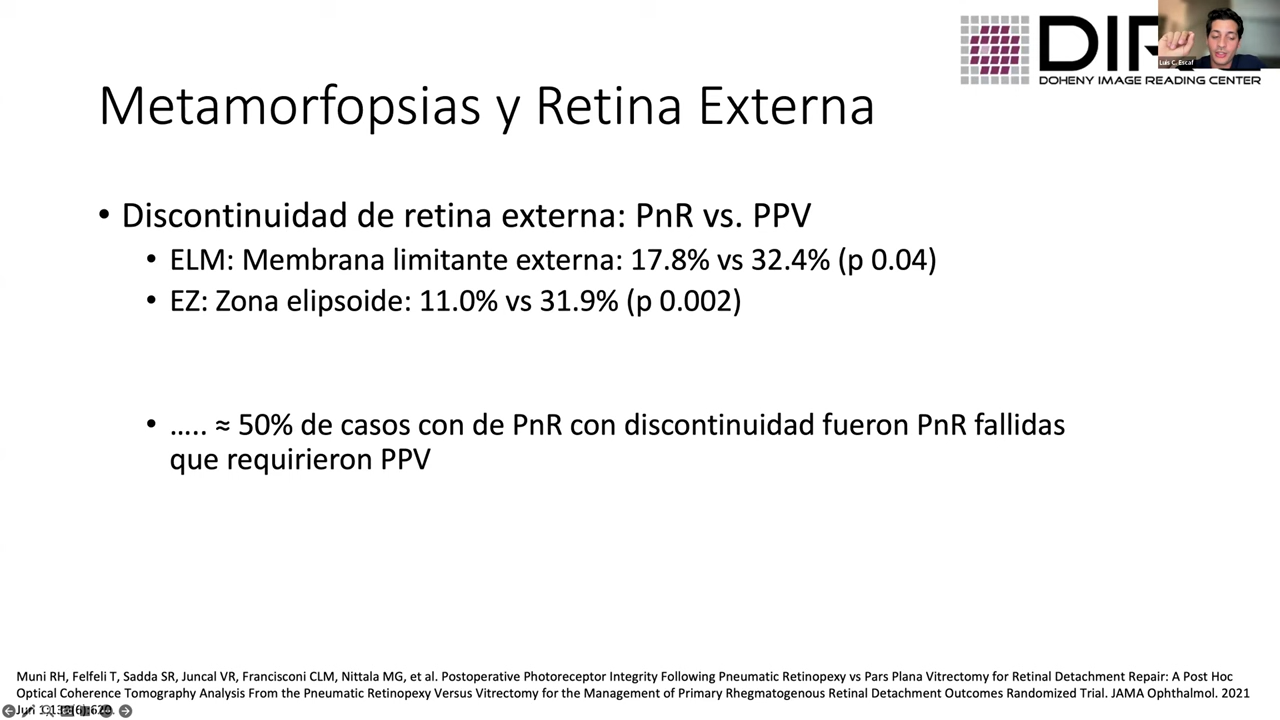 DIR
Luis C. Escaf
DOHENY IMAGE READING CENTER
Metamorfopsias y Retina Externa
• Discontinuidad de retina externa: PnR vs. PPV
• ELM: Membrana limitante externa: 17.8% vs 32.4% (p 0.04)
• EZ: Zona elipsoide: 11.0% vs 31.9% (p 0.002)
• ….. ≈ 50% de casos con de PnR con discontinuidad fueron PnR fallidas
que requirieron PPV
Muni RH, Felfeli T, Sadda SR, Juncal VR, Francisconi CLM, Nittala MG, et al. Postoperative Photoreceptor Integrity Following Pneumatic Retinopexy vs Pars Plana Vitrectomy for Retinal Detachment Repair: A Post Hoc
Optical Coherence Tomography Analysis From the Pneumatic Retinopexy Versus Vitrectomy for the Management of Primary Rhegmatogenous Retinal Detachment Outcomes Randomized Trial. JAMA Ophthalmol. 2021
Jun